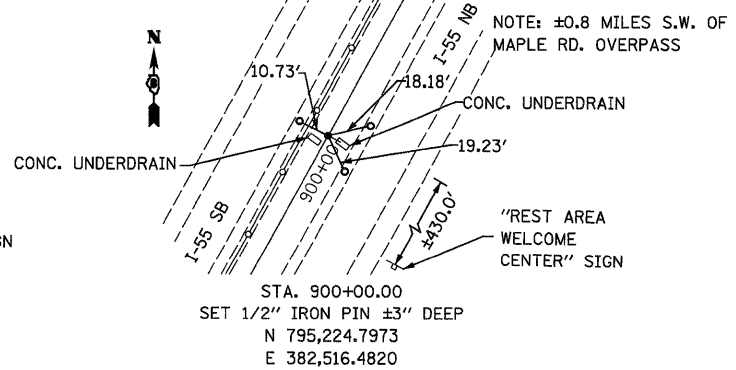 N
I-55 NB
NOTE: ±0.8 MILES S.W. OF
MAPLE RD. OVERPASS
10.73'
18.18'
CONC. UNDERDRAIN
CONC. UNDERDRAIN
19.23'
900+00
I-55 SB
±430.0'
"REST AREA
WELCOME
CENTER" SIGN
GN
STA. 900+00.00
SET 1/2" IRON PIN ±3" DEEP
N 795,224.7973
E 382,516.4820